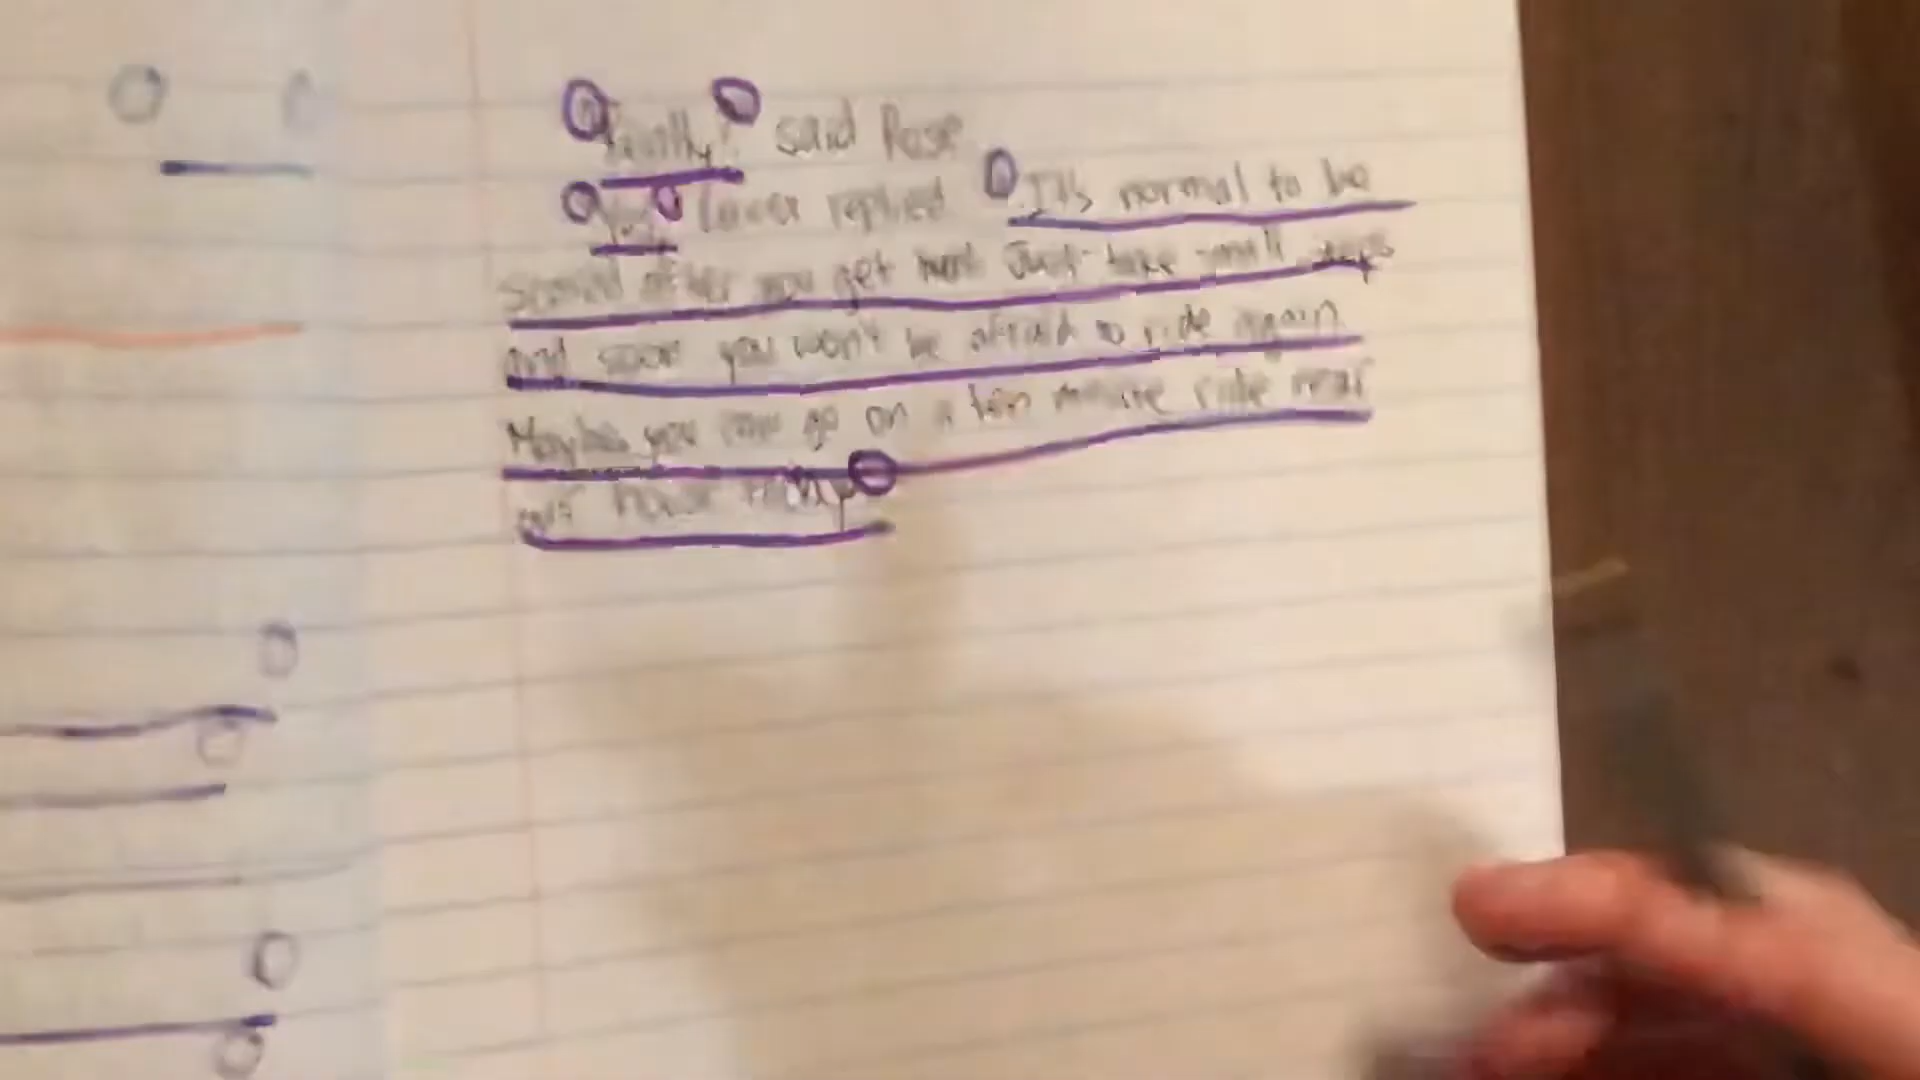 "Really?" said Rose.
"Yup," replied. "It's normal to be
scared after you get hurt. Just take small steps
and soon you won't be afraid to ride again.
Maybe you can go on a ten minute ride near
our house today."